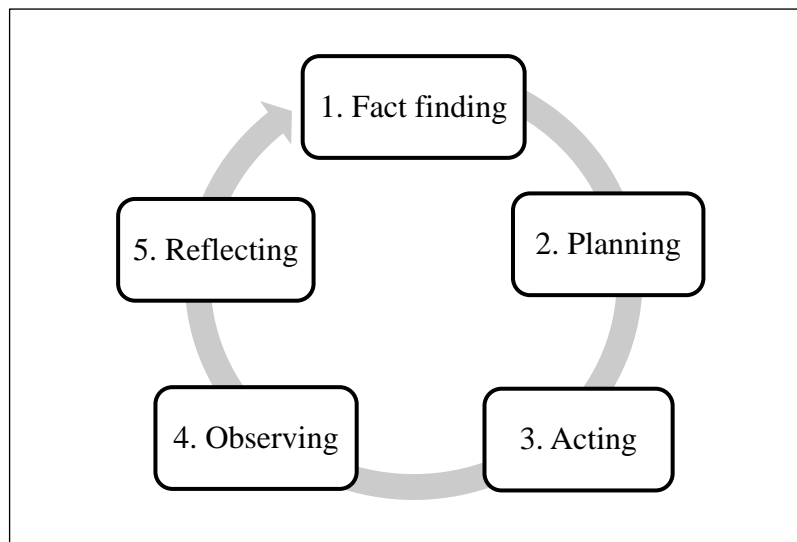 1. Fact finding
2. Planning
3. Acting
4. Observing
5. Reflecting